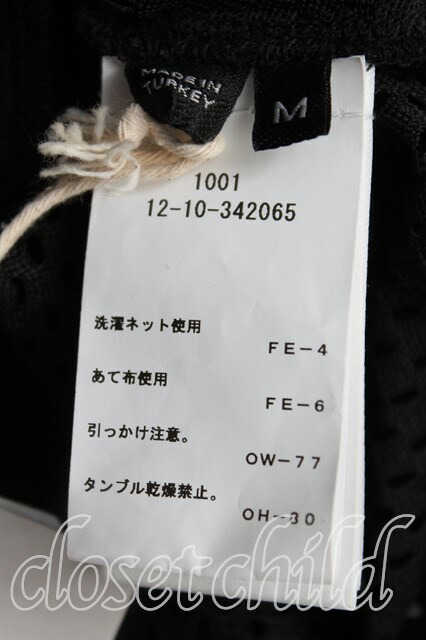 MADE IN
TURKEY
M
1001
12-10-342065
洗濯ネット使用
FE-4
あて布使用
FE-6
引っかけ注意。
OW-77
タンブル乾燥禁止。
OH-30
closet child